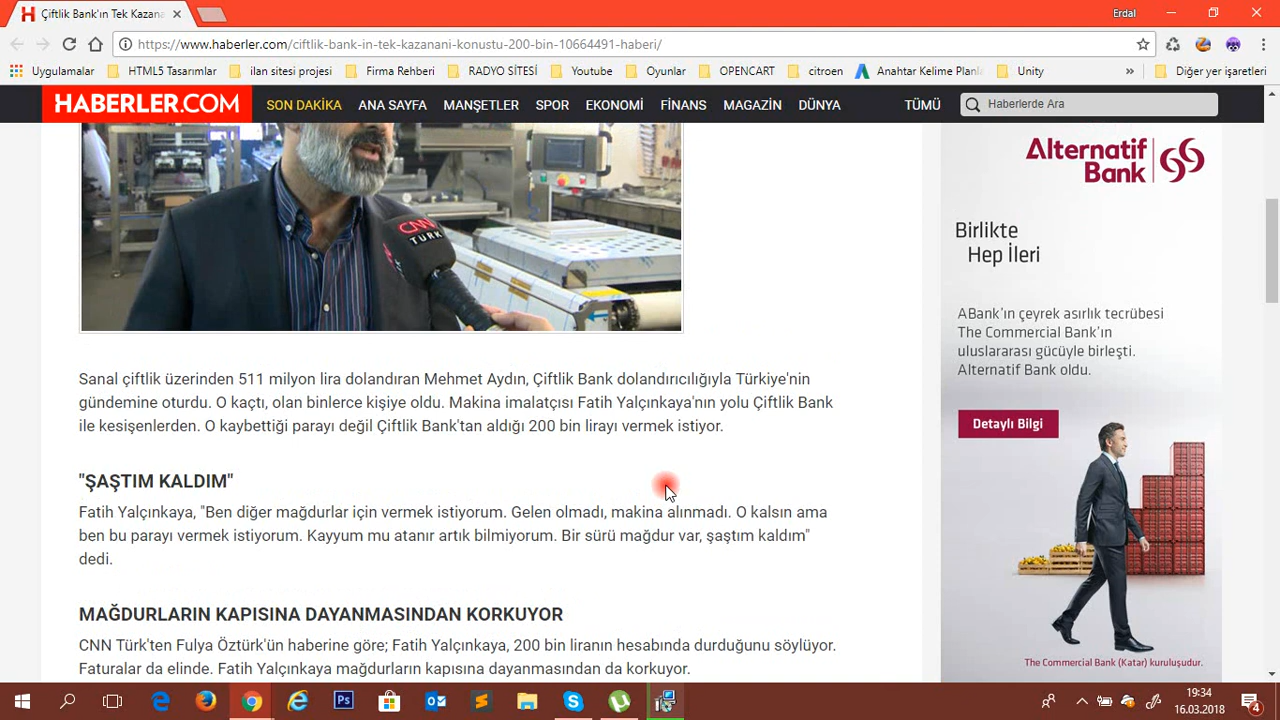 Çiftlik Bank'ın Tek Kazana
Erdal
https://www.haberler.com/ciftlik-bank-in-tek-kazanani-konustu-200-bin-10664491-haberi/
Uygulamalar HTML5 Tasarımlar ilan sitesi projesi Firma Rehberi RADYO SİTESİ Youtube Oyunlar OPENCART citroen Anahtar Kelime Planla Unity » Diğer yer işaretleri
HABERLER.COM SON DAKİKA ANA SAYFA MANŞETLER SPOR EKONOMİ FİNANS MAGAZİN DÜNYA TÜMÜ Haberlerde Ara
CNN
TÜRK
Sanal çiftlik üzerinden 511 milyon lira dolandıran Mehmet Aydın, Çiftlik Bank dolandırıcılığıyla Türkiye'nin
gündemine oturdu. O kaçtı, olan binlerce kişiye oldu. Makina imalatçısı Fatih Yalçınkaya'nın yolu Çiftlik Bank
ile kesişenlerden. O kaybettiği parayı değil Çiftlik Bank'tan aldığı 200 bin lirayı vermek istiyor.
"ŞAŞTIM KALDIM"
Fatih Yalçınkaya, "Ben diğer mağdurlar için vermek istiyorum. Gelen olmadı, makina alınmadı. O kalsın ama
ben bu parayı vermek istiyorum. Kayyum mu atanır artık bilmiyorum. Bir sürü mağdur var, şaştım kaldım"
dedi.
MAĞDURLARIN KAPISINA DAYANMASINDAN KORKUYOR
CNN Türk'ten Fulya Öztürk'ün haberine göre; Fatih Yalçınkaya, 200 bin liranın hesabında durduğunu söylüyor.
Faturalar da elinde. Fatih Yalçınkaya mağdurların kapısına dayanmasından da korkuyor.
Alternatif
Bank
Birlikte
Hep İleri
ABank'ın çeyrek asırlık tecrübesi
The Commercial Bank'ın
uluslararası gücüyle birleşti.
Alternatif Bank oldu.
Detaylı Bilgi
The Commercial Bank (Katar) kuruluşudur.
19:34
16.03.2018
4